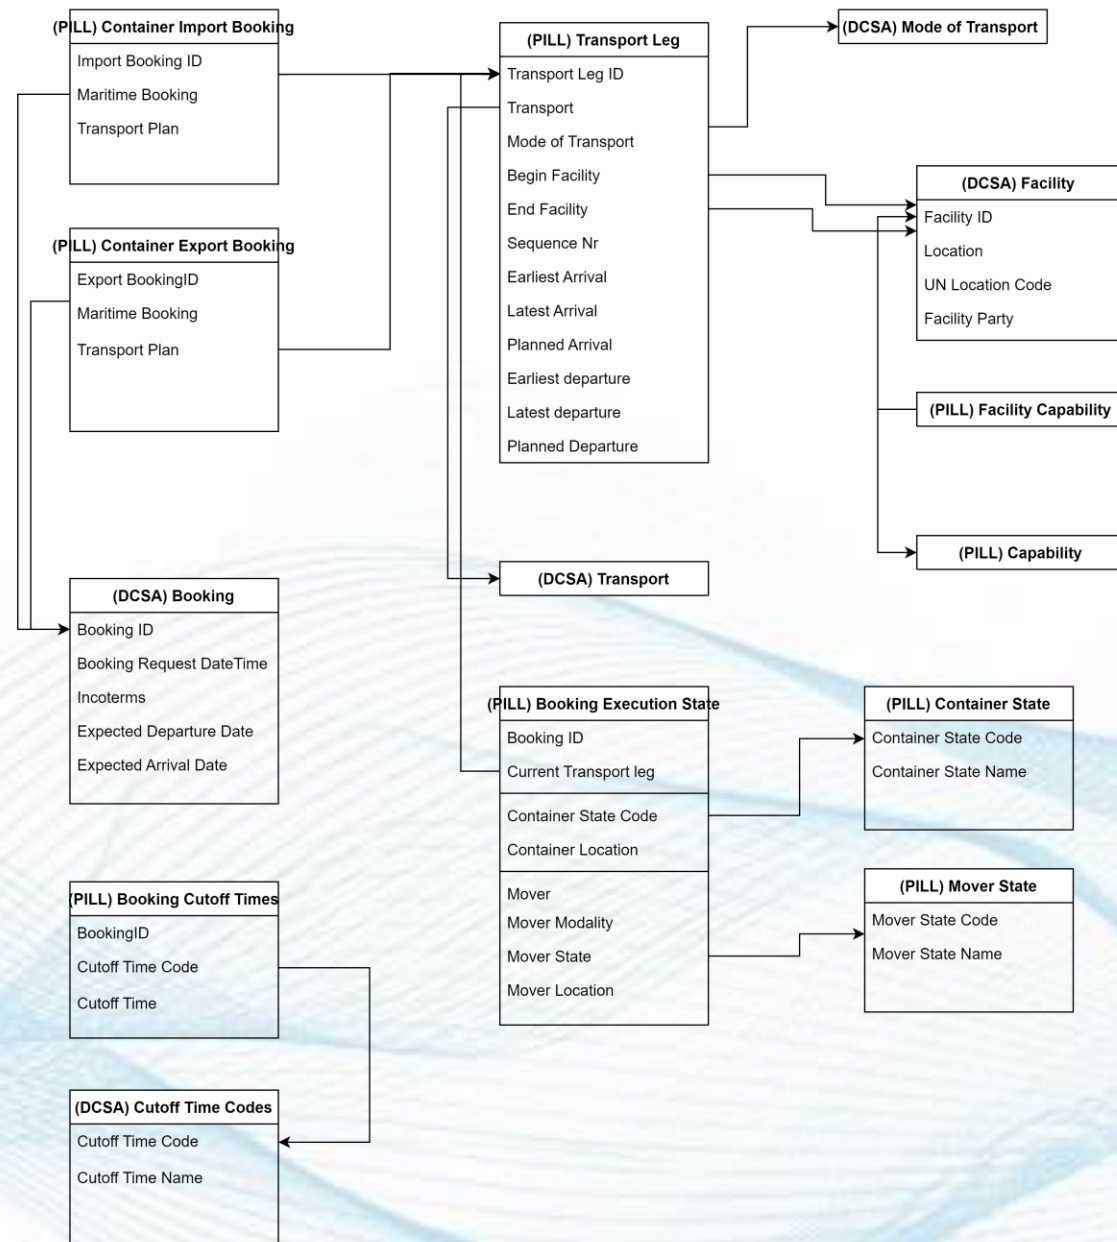 (PILL) Container Import Booking
Import Booking ID
Maritime Booking
Transport Plan
(PILL) Container Export Booking
Export BookingID
Maritime Booking
Transport Plan
(DCSA) Booking
Booking ID
Booking Request DateTime
Incoterms
Expected Departure Date
Expected Arrival Date
(PILL) Booking Cutoff Times
BookingID
Cutoff Time Code
Cutoff Time
(DCSA) Cutoff Time Codes
Cutoff Time Code
Cutoff Time Name
(PILL) Transport Leg
Transport Leg ID
Transport
Mode of Transport
Begin Facility
End Facility
Sequence Nr
Earliest Arrival
Latest Arrival
Planned Arrival
Earliest departure
Latest departure
Planned Departure
(DCSA) Transport
(PILL) Booking Execution State
Booking ID
Current Transport leg
Container State Code
Container Location
Mover
Mover Modality
Mover State
Mover Location
(DCSA) Mode of Transport
(DCSA) Facility
Facility ID
Location
UN Location Code
Facility Party
(PILL) Facility Capability
(PILL) Capability
(PILL) Container State
Container State Code
Container State Name
(PILL) Mover State
Mover State Code
Mover State Name